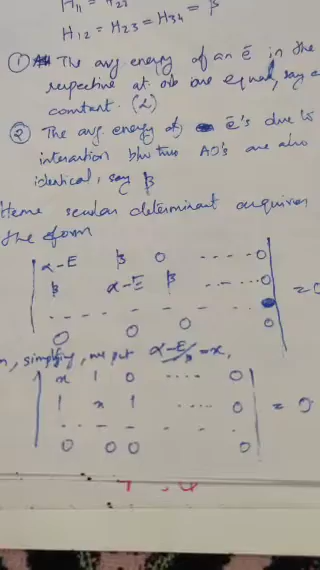 H₁₁ = H₂₂
H₁₂ = H₂₃ = H₃₄ = β
① The avg energy of an ē in the
respective at. orb are equal, say a
constant. (α)
② The avg energy of ē's due to
interaction b/w two AO's are also
identical, say β
Hence secular determinant acquires
the form
| α-E β 0 ---- 0 |
| β α-E β ------ 0 | = 0
| - - - - - - - - |
| 0 0 0 0 |
, simplifying, we put α-E/β = x,
| x 1 0 ..... 0 |
| 1 x 1 ..... 0 | = 0
| - - - - - - - |
| 0 0 0 0 |